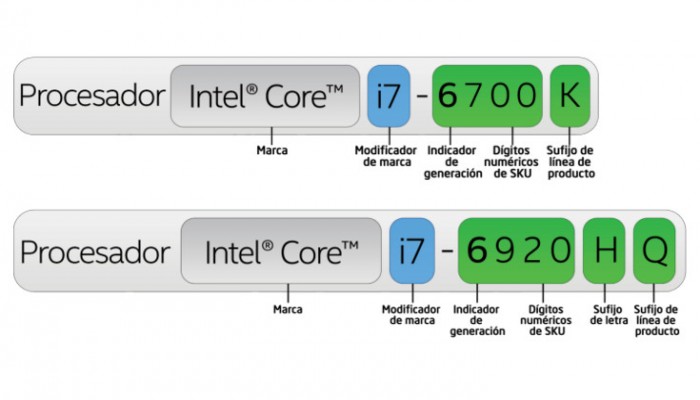 Procesador Intel® Core™ i7 - 6700 K
Marca
Modificador
de marca
Indicador
de
generación
Dígitos
numéricos
de SKU
Sufijo de
línea de
producto
Procesador Intel® Core™ i7 - 6920 H Q
Marca
Modificador
de marca
Indicador
de
generación
Dígitos
numéricos
de SKU
Sufijo
de letra
Sufijo de
línea de
producto